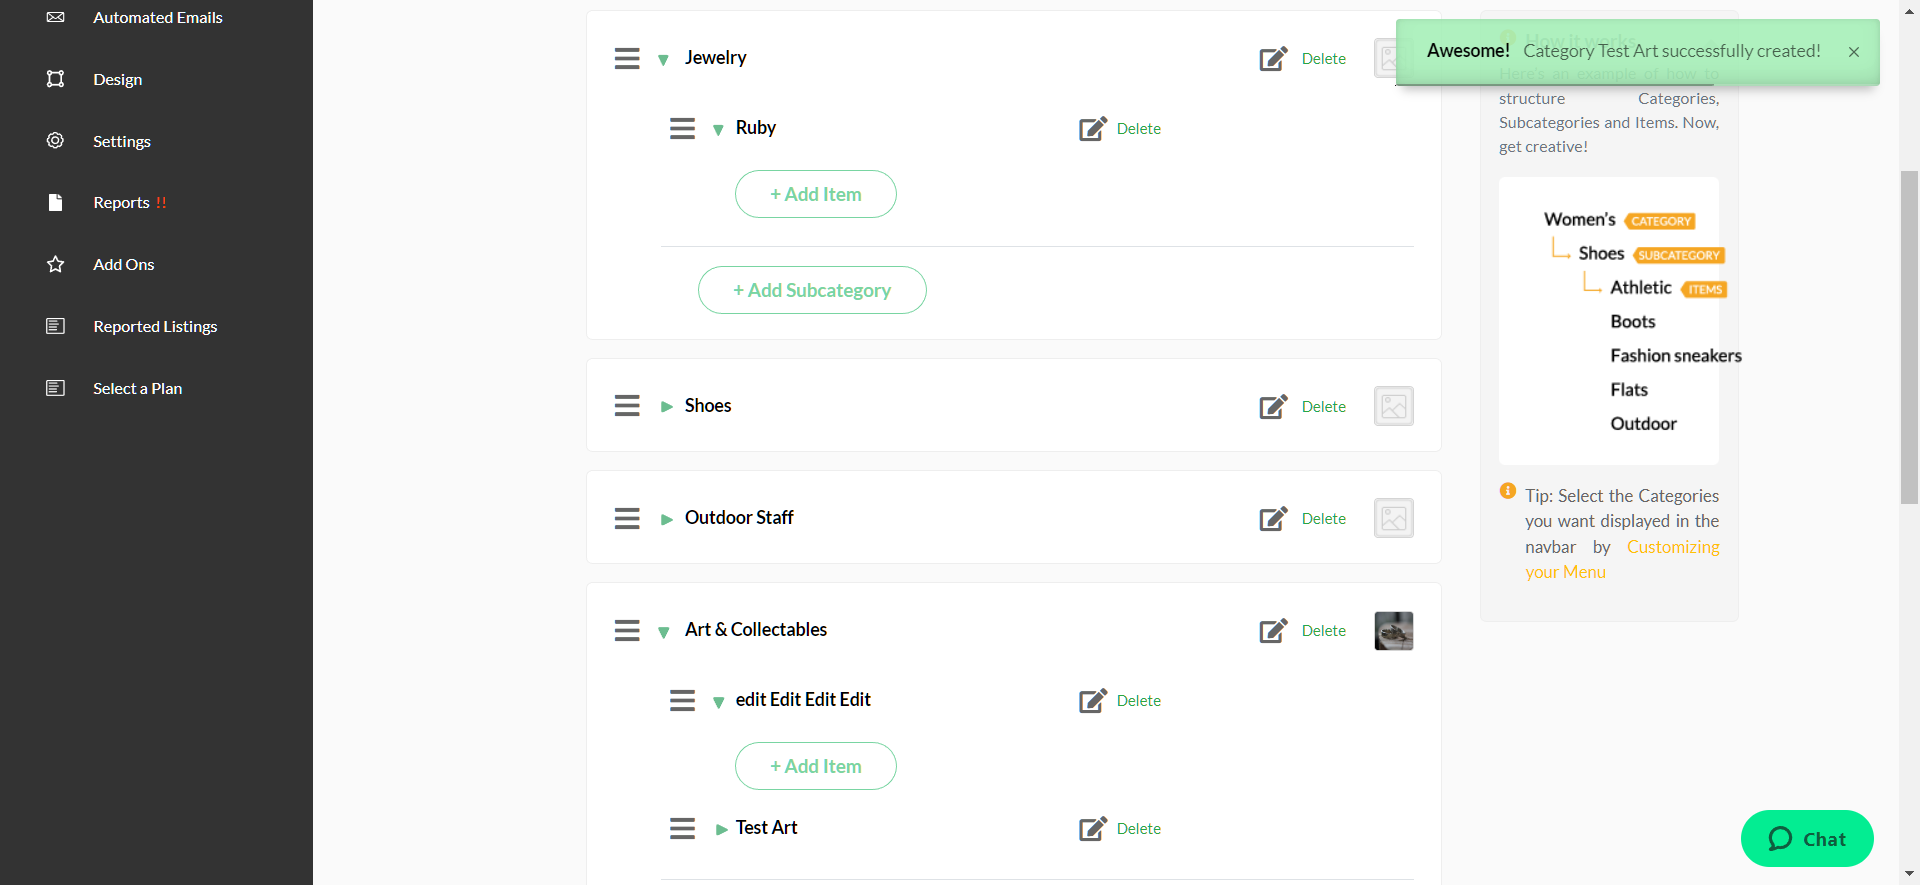 Automated Emails
Design
Settings
Reports !!
Add Ons
Reported Listings
Select a Plan
Jewelry
Delete
Ruby
Delete
+ Add Item
+ Add Subcategory
Shoes
Delete
Outdoor Staff
Delete
Art & Collectables
Delete
edit Edit Edit Edit
Delete
+ Add Item
Test Art
Delete
Awesome! Category Test Art successfully created! ×
How it works
Here's an example of how to
structure Categories,
Subcategories and Items. Now,
get creative!
Women's CATEGORY
Shoes SUBCATEGORY
Athletic ITEMS
Boots
Fashion sneakers
Flats
Outdoor
Tip: Select the Categories
you want displayed in the
navbar by Customizing
your Menu
Chat